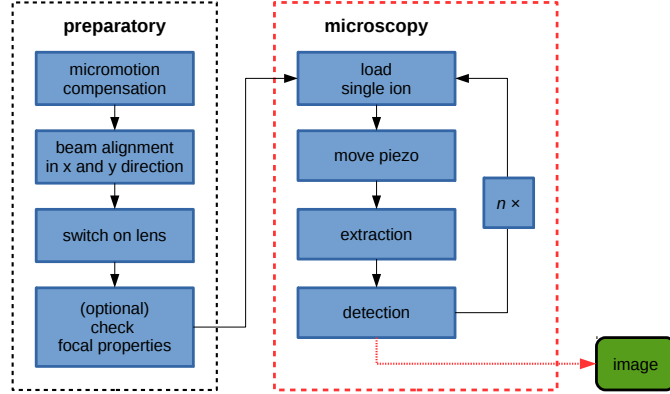 preparatory
micromotion
compensation
beam alignment
in x and y direction
switch on lens
(optional)
check
focal properties
microscopy
load
single ion
move piezo
extraction
detection
n ×
image